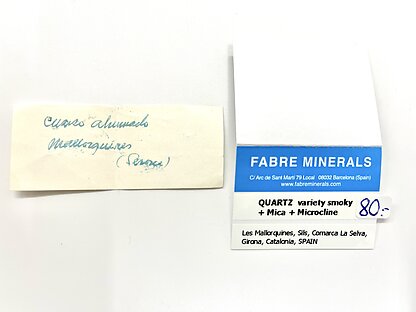 Cuarzo ahumado
Mallorquines
(Gerona)
FABRE MINERALS
C/ Arc de Sant Martí 79 Local 08032 Barcelona (Spain)
www.fabreminerals.com
QUARTZ variety smoky
+ Mica + Microcline
80.-
Les Mallorquines, Sils, Comarca La Selva,
Girona, Catalonia, SPAIN